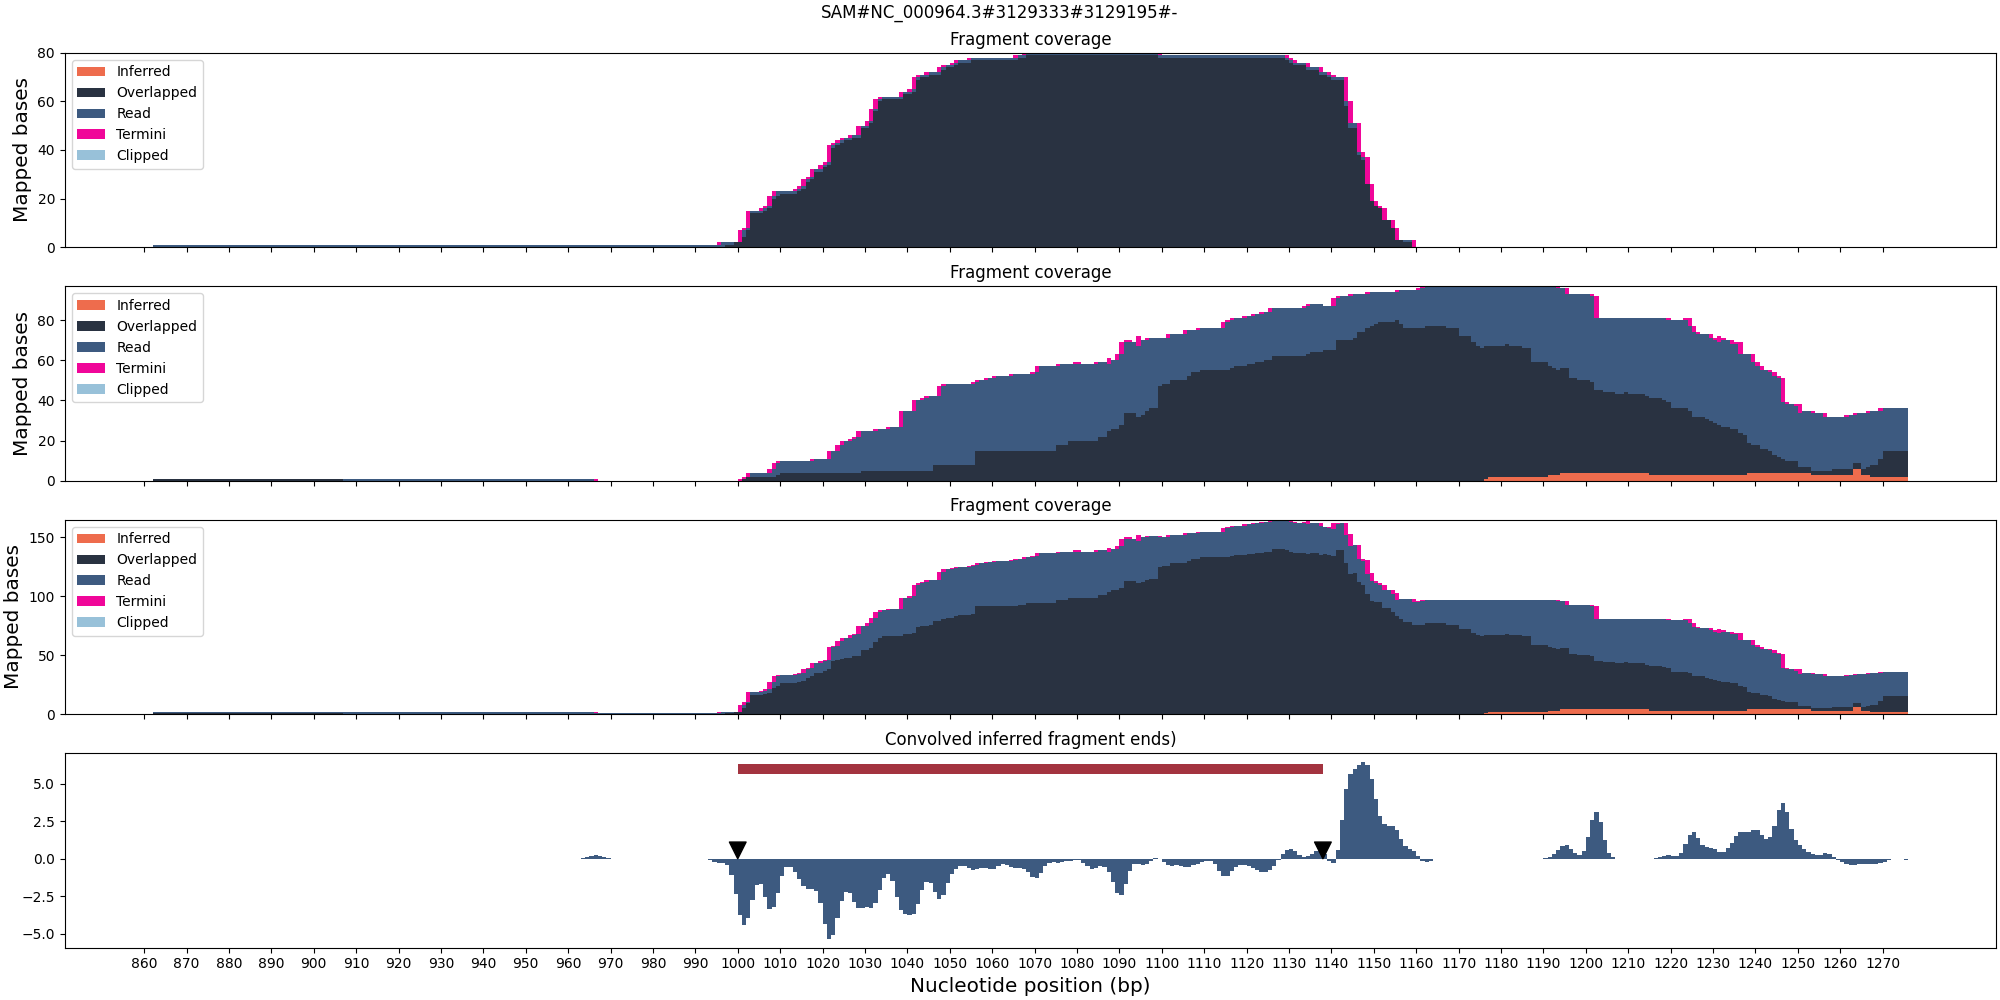 SAM#NC_000964.3#3129333#3129195#-
Fragment coverage
Mapped bases
80
60
40
20
0
Inferred
Overlapped
Read
Termini
Clipped
Fragment coverage
Mapped bases
80
60
40
20
0
Inferred
Overlapped
Read
Termini
Clipped
Fragment coverage
Mapped bases
150
100
50
0
Inferred
Overlapped
Read
Termini
Clipped
Convolved inferred fragment ends)
5.0
2.5
0.0
−2.5
−5.0
860 870 880 890 900 910 920 930 940 950 960 970 980 990 1000 1010 1020 1030 1040 1050 1060 1070 1080 1090 1100 1110 1120 1130 1140 1150 1160 1170 1180 1190 1200 1210 1220 1230 1240 1250 1260 1270
Nucleotide position (bp)